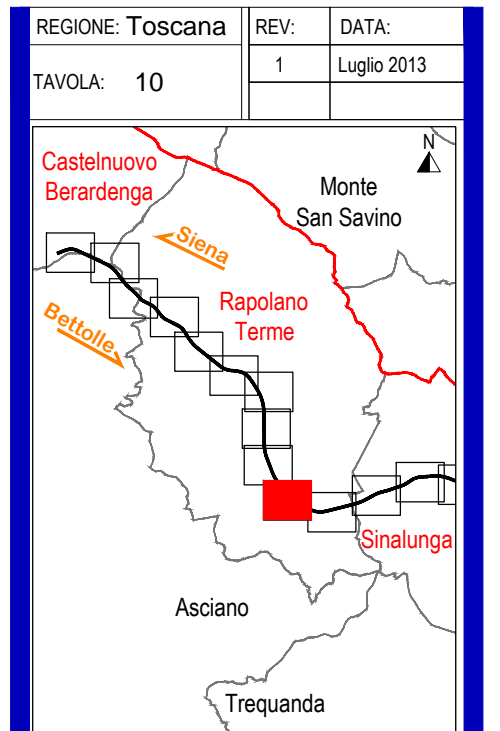 REGIONE: Toscana
REV:
DATA:
TAVOLA: 10
1
Luglio 2013
N
Castelnuovo
Berardenga
Monte
San Savino
Siena
Rapolano
Terme
Bettolle
Sinalunga
Asciano
Trequanda